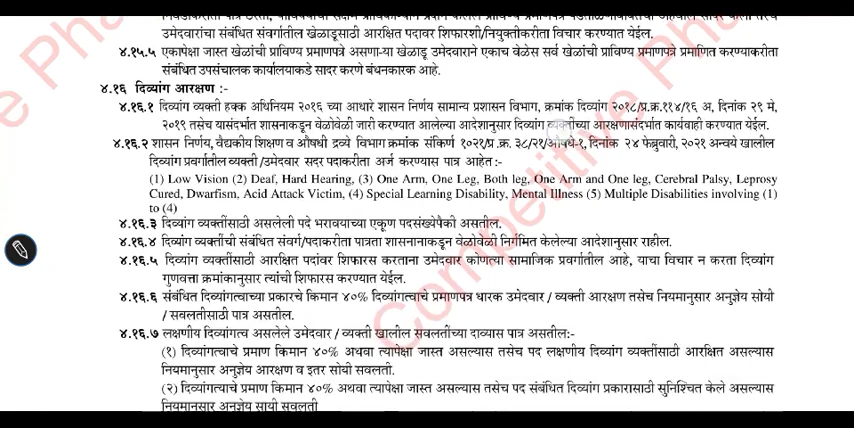 उमेदवारांचा संबंधित संवर्गातील खेळाडूसाठी आरक्षित पदावर शिफारशी/नियुक्तीकरीता विचार करण्यात येईल.
४.१५.५ एकापेक्षा जास्त खेळांची प्राविण्य प्रमाणपत्रे असणा-या खेळाडू उमेदवाराने एकाच वेळेस सर्व खेळांची प्राविण्य प्रमाणपत्रे प्रमाणित करण्याकरीता
संबंधित उपसंचालक कार्यालयाकडे सादर करणे बंधनकारक आहे.
४.१६ दिव्यांग आरक्षण :-
४.१६.१ दिव्यांग व्यक्ती हक्क अधिनियम २०१६ च्या आधारे शासन निर्णय सामान्य प्रशासन विभाग, क्रमांक दिव्यांग २०१८/प्र.क्र.११४/१६ अ, दिनांक २९ मे,
२०१९ तसेच यासंदर्भात शासनाकडून वेळोवेळी जारी करण्यात आलेल्या आदेशानुसार दिव्यांग व्यक्तींच्या आरक्षणासंदर्भात कार्यवाही करण्यात येईल.
४.१६.२ शासन निर्णय, वैद्यकीय शिक्षण व औषधी द्रव्ये विभाग क्रमांक संकिर्ण १०२१/प्र.क्र. ३८/२१/औषधे-१, दिनांक २४ फेब्रुवारी, २०२१ अन्वये खालील
दिव्यांग प्रवर्गातील व्यक्ती /उमेदवार सदर पदाकरीता अर्ज करण्यास पात्र आहेत:-
(1) Low Vision (2) Deaf, Hard Hearing, (3) One Arm, One Leg, Both leg, One Arm and One leg, Cerebral Palsy, Leprosy
Cured, Dwarfism, Acid Attack Victim, (4) Special Learning Disability, Mental Illness (5) Multiple Disabilities involving (1)
to (4)
४.१६.३ दिव्यांग व्यक्तींसाठी असलेली पदे भरावयाच्या एकूण पदसंख्येपैकी असतील.
४.१६.४ दिव्यांग व्यक्तींची संबंधित संवर्ग/पदाकरीता पात्रता शासनानाकडून वेळोवेळी निर्गमित केलेल्या आदेशानुसार राहील.
४.१६.५ दिव्यांग व्यक्तींसाठी आरक्षित पदांवर शिफारस करताना उमेदवार कोणत्या सामाजिक प्रवर्गातील आहे, याचा विचार न करता दिव्यांग
गुणवत्ता क्रमांकानुसार त्यांची शिफारस करण्यात येईल.
४.१६.६ संबंधित दिव्यांगत्वाच्या प्रकारचे किमान ४०% दिव्यांगत्वाचे प्रमाणपत्र धारक उमेदवार / व्यक्ती आरक्षण तसेच नियमानुसार अनुज्ञेय सोयी
/ सवलतीसाठी पात्र असतील.
४.१६.७ लक्षणीय दिव्यांगत्व असलेले उमेदवार / व्यक्ती खालील सवलतींच्या दाव्यास पात्र असतील:-
(१) दिव्यांगत्वाचे प्रमाण किमान ४०% अथवा त्यापेक्षा जास्त असल्यास तसेच पद लक्षणीय दिव्यांग व्यक्तींसाठी आरक्षित असल्यास
नियमानुसार अनुज्ञेय आरक्षण व इतर सोयी सवलती.
(२) दिव्यांगत्वाचे प्रमाण किमान ४०% अथवा त्यापेक्षा जास्त असल्यास तसेच पद संबंधित दिव्यांग प्रकारासाठी सुनिश्चित केले असल्यास
नियमानुसार अनुज्ञेय सोयी सवलती
Competitive Pha